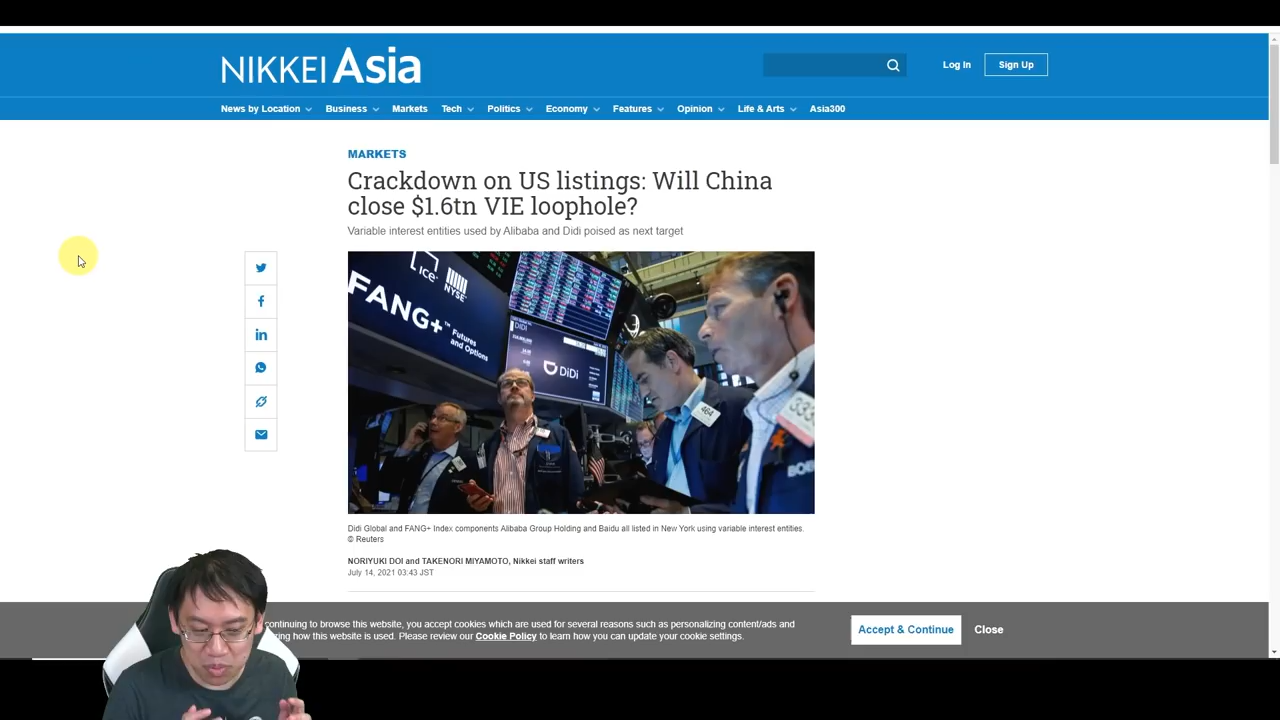 NIKKEI Asia
Log In
Sign Up
News by Location
Business
Markets
Tech
Politics
Economy
Features
Opinion
Life & Arts
Asia300
MARKETS
Crackdown on US listings: Will China
close $1.6tn VIE loophole?
Variable interest entities used by Alibaba and Didi poised as next target
ICE
NYSE
FANG+™
Futures
and Options
DIDI
DiDi
464
Didi Global and FANG+ Index components Alibaba Group Holding and Baidu all listed in New York using variable interest entities.
© Reuters
NORIYUKI DOI and TAKENORI MIYAMOTO, Nikkei staff writers
July 14, 2021 03:43 JST
continuing to browse this website, you accept cookies which are used for several reasons such as personalizing content/ads and
how this website is used. Please review our Cookie Policy to learn how you can update your cookie settings.
Accept & Continue
Close